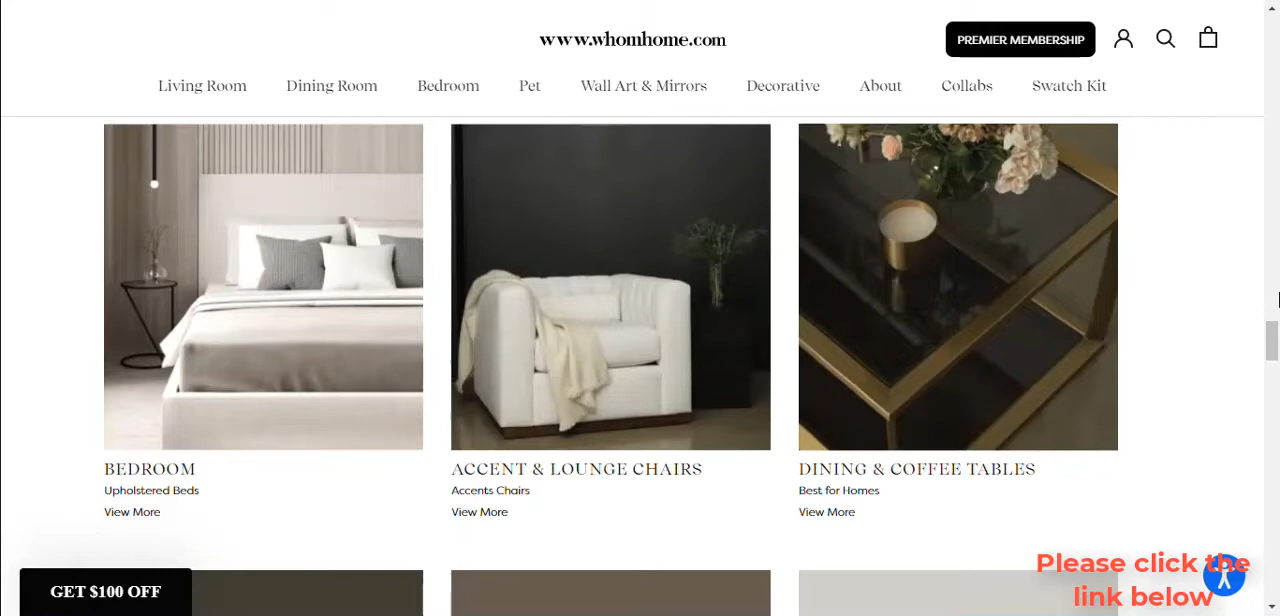 www.whomhome.com
PREMIER MEMBERSHIP
Living Room Dining Room Bedroom Pet Wall Art & Mirrors Decorative About Collabs Swatch Kit
BEDROOM
Upholstered Beds
View More
ACCENT & LOUNGE CHAIRS
Accents Chairs
View More
DINING & COFFEE TABLES
Best for Homes
View More
GET $100 OFF
Please click the
link below